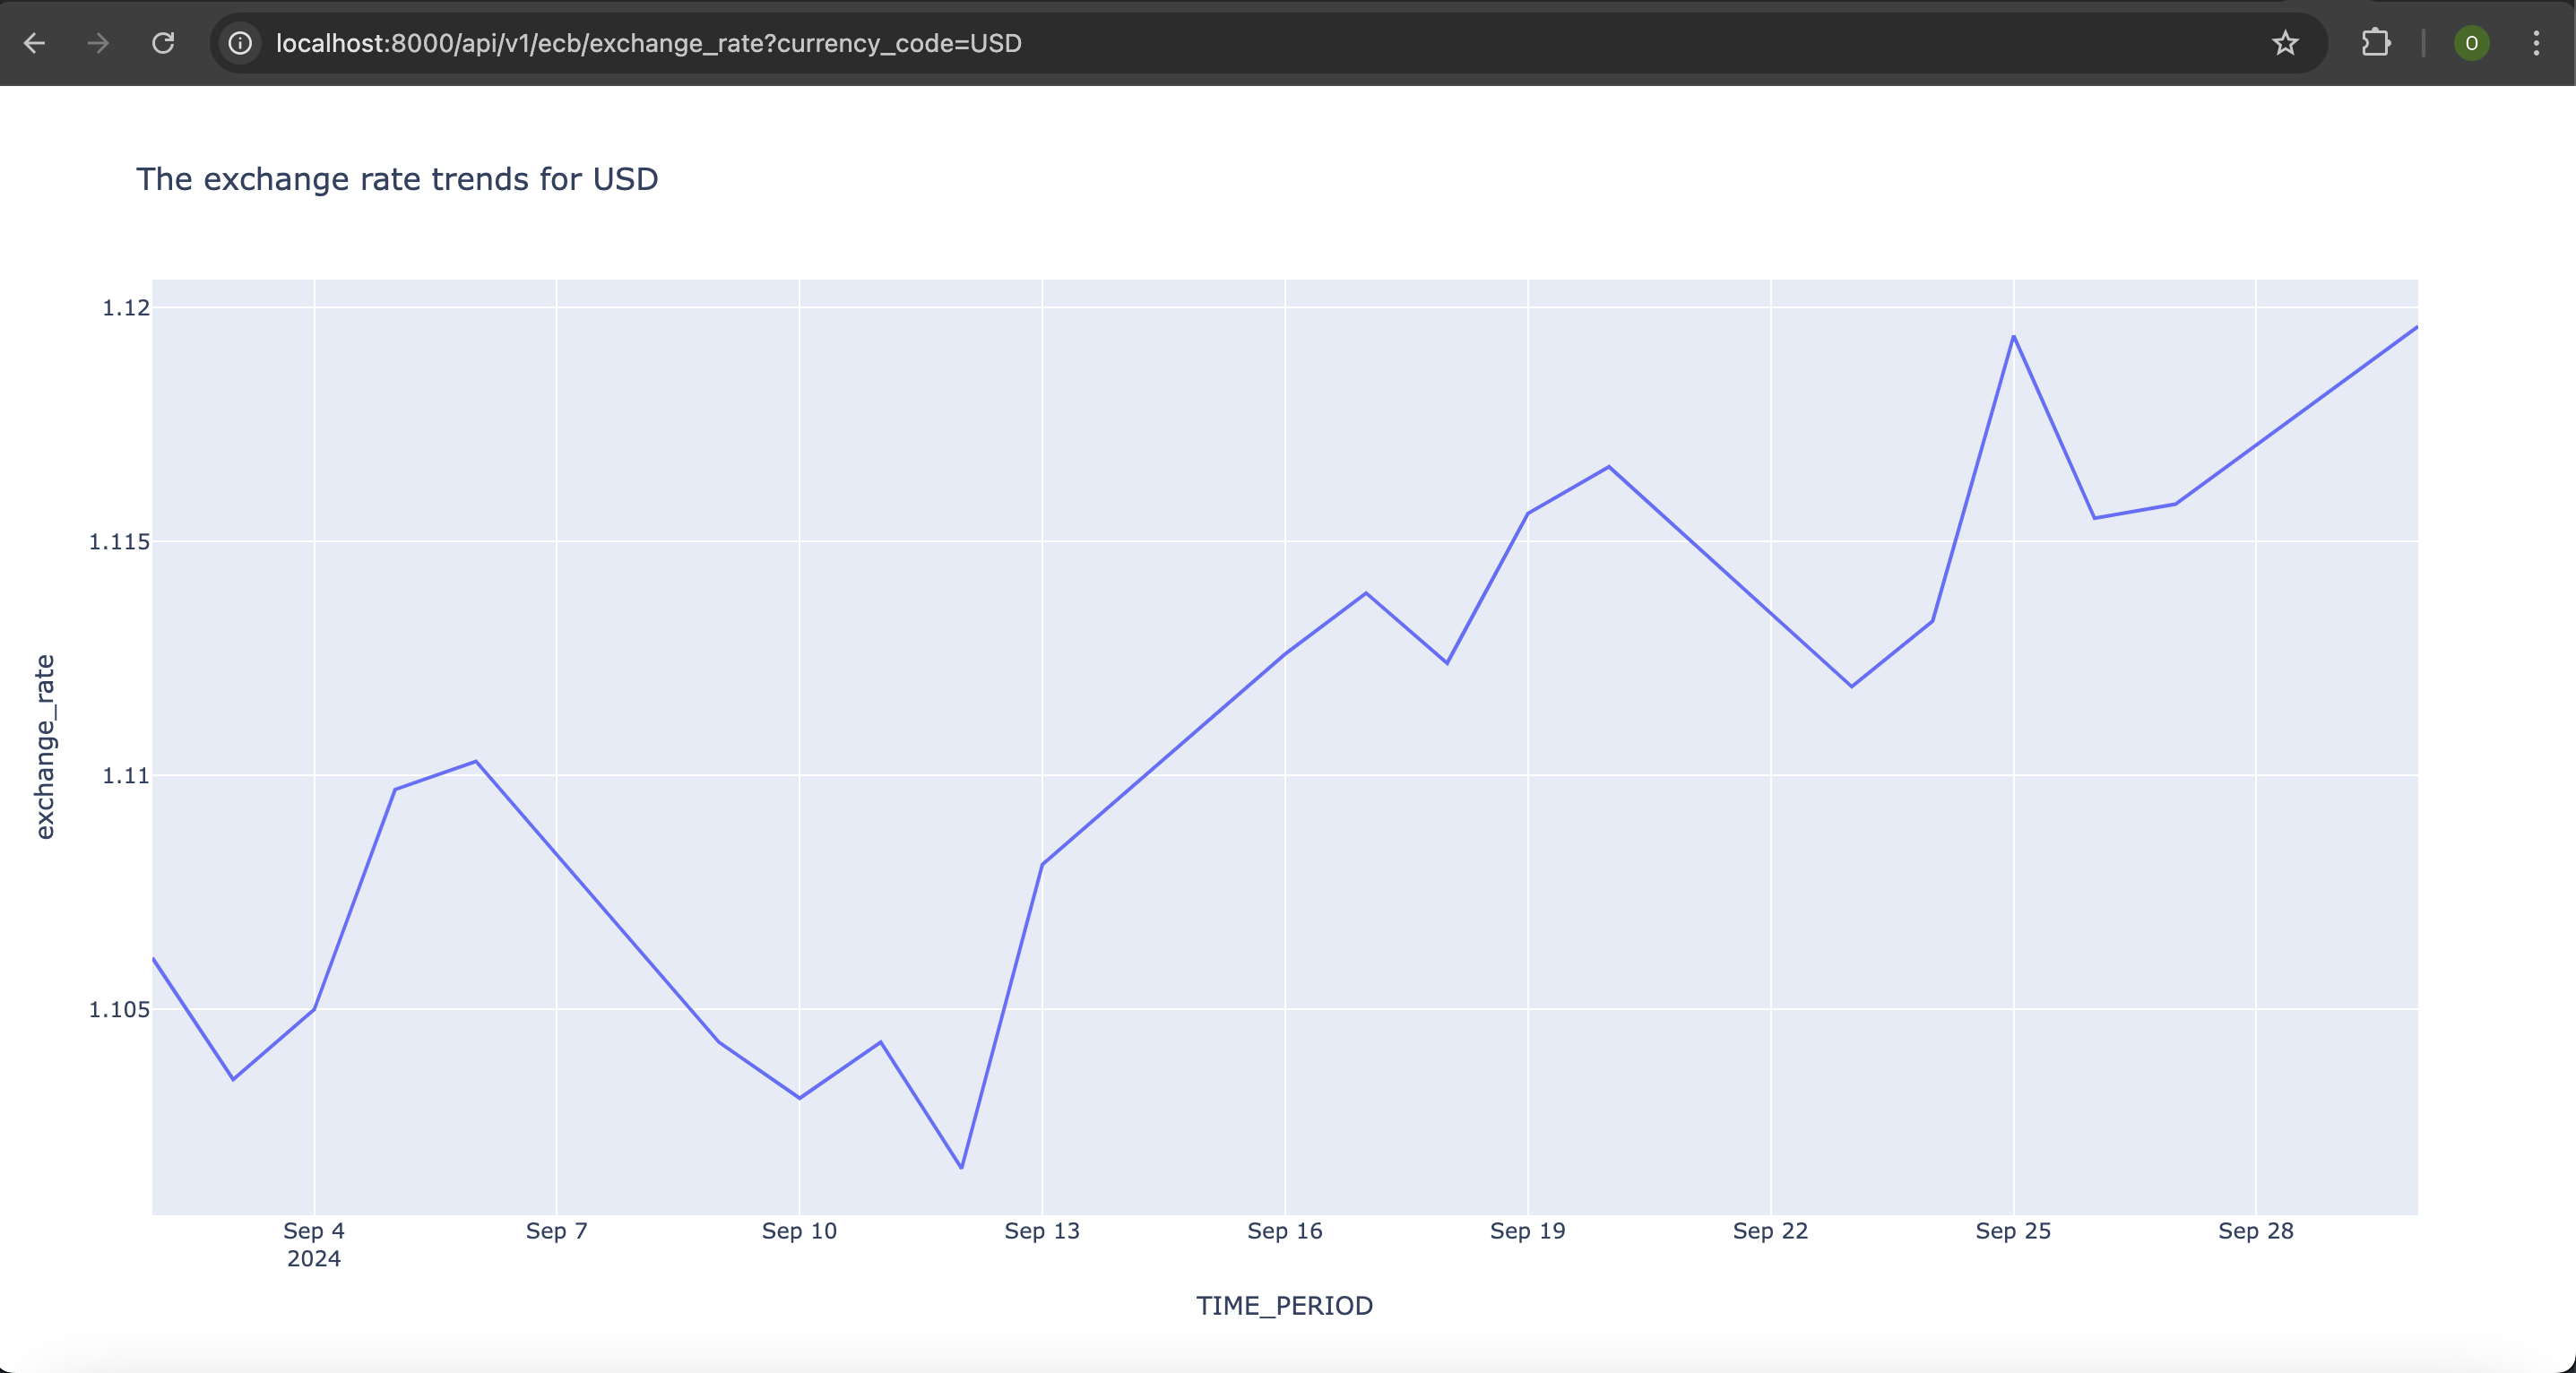 localhost:8000/api/v1/ecb/exchange_rate?currency_code=USD
O
The exchange rate trends for USD
1.12
1.115
1.11
1.105
exchange_rate
Sep 4 Sep 7 Sep 10 Sep 13 Sep 16 Sep 19 Sep 22 Sep 25 Sep 28
2024
TIME_PERIOD